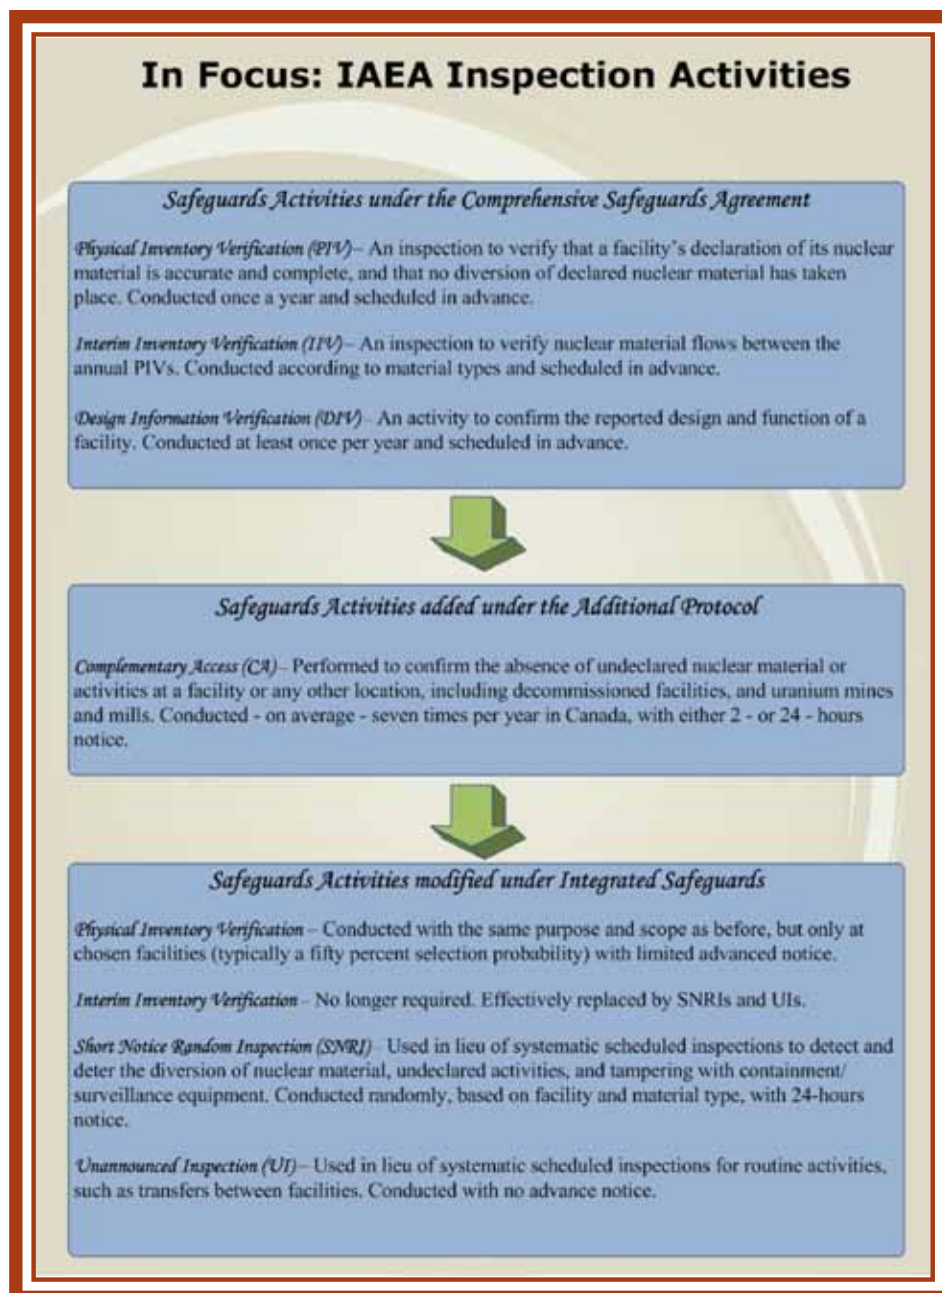 In Focus: IAEA Inspection Activities
Safeguards Activities under the Comprehensive Safeguards Agreement
Physical Inventory Verification (PIV)– An inspection to verify that a facility's declaration of its nuclear
material is accurate and complete, and that no diversion of declared nuclear material has taken
place. Conducted once a year and scheduled in advance.
Interim Inventory Verification (IIV)– An inspection to verify nuclear material flows between the
annual PIVs. Conducted according to material types and scheduled in advance.
Design Information Verification (DIV)– An activity to confirm the reported design and function of a
facility. Conducted at least once per year and scheduled in advance.
Safeguards Activities added under the Additional Protocol
Complementary Access (CA)– Performed to confirm the absence of undeclared nuclear material or
activities at a facility or any other location, including decommissioned facilities, and uranium mines
and mills. Conducted - on average - seven times per year in Canada, with either 2 - or 24 - hours
notice.
Safeguards Activities modified under Integrated Safeguards
Physical Inventory Verification – Conducted with the same purpose and scope as before, but only at
chosen facilities (typically a fifty percent selection probability) with limited advanced notice.
Interim Inventory Verification – No longer required. Effectively replaced by SNRIs and UIs.
Short Notice Random Inspection (SNRI)– Used in lieu of systematic scheduled inspections to detect and
deter the diversion of nuclear material, undeclared activities, and tampering with containment/
surveillance equipment. Conducted randomly, based on facility and material type, with 24-hours
notice.
Unannounced Inspection (UI)– Used in lieu of systematic scheduled inspections for routine activities,
such as transfers between facilities. Conducted with no advance notice.